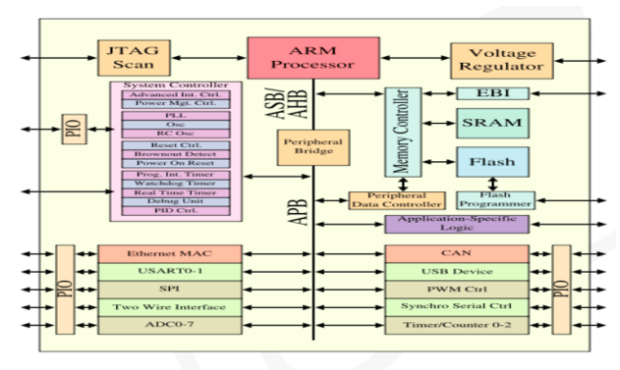 JTAG
Scan
ARM
Processor
Voltage
Regulator
System Controller
Advanced Int. Ctrl.
Power Mgt. Ctrl.
PLL
Osc
RC Osc
Reset Ctrl.
Brownout Detect
Power On Reset
Prog. Int. Timer
Watchdog Timer
Real Time Timer
Debug Unit
PID Ctrl.
PIO
ASB/
AHB
Peripheral
Bridge
APB
Memory Controller
EBI
SRAM
Flash
Peripheral
Data Controller
Flash
Programmer
Application-Specific
Logic
PIO
Ethernet MAC
USART0-1
SPI
Two Wire Interface
ADC0-7
CAN
USB Device
PWM Ctrl
Synchro Serial Ctrl
Timer/Counter 0-2
PIO